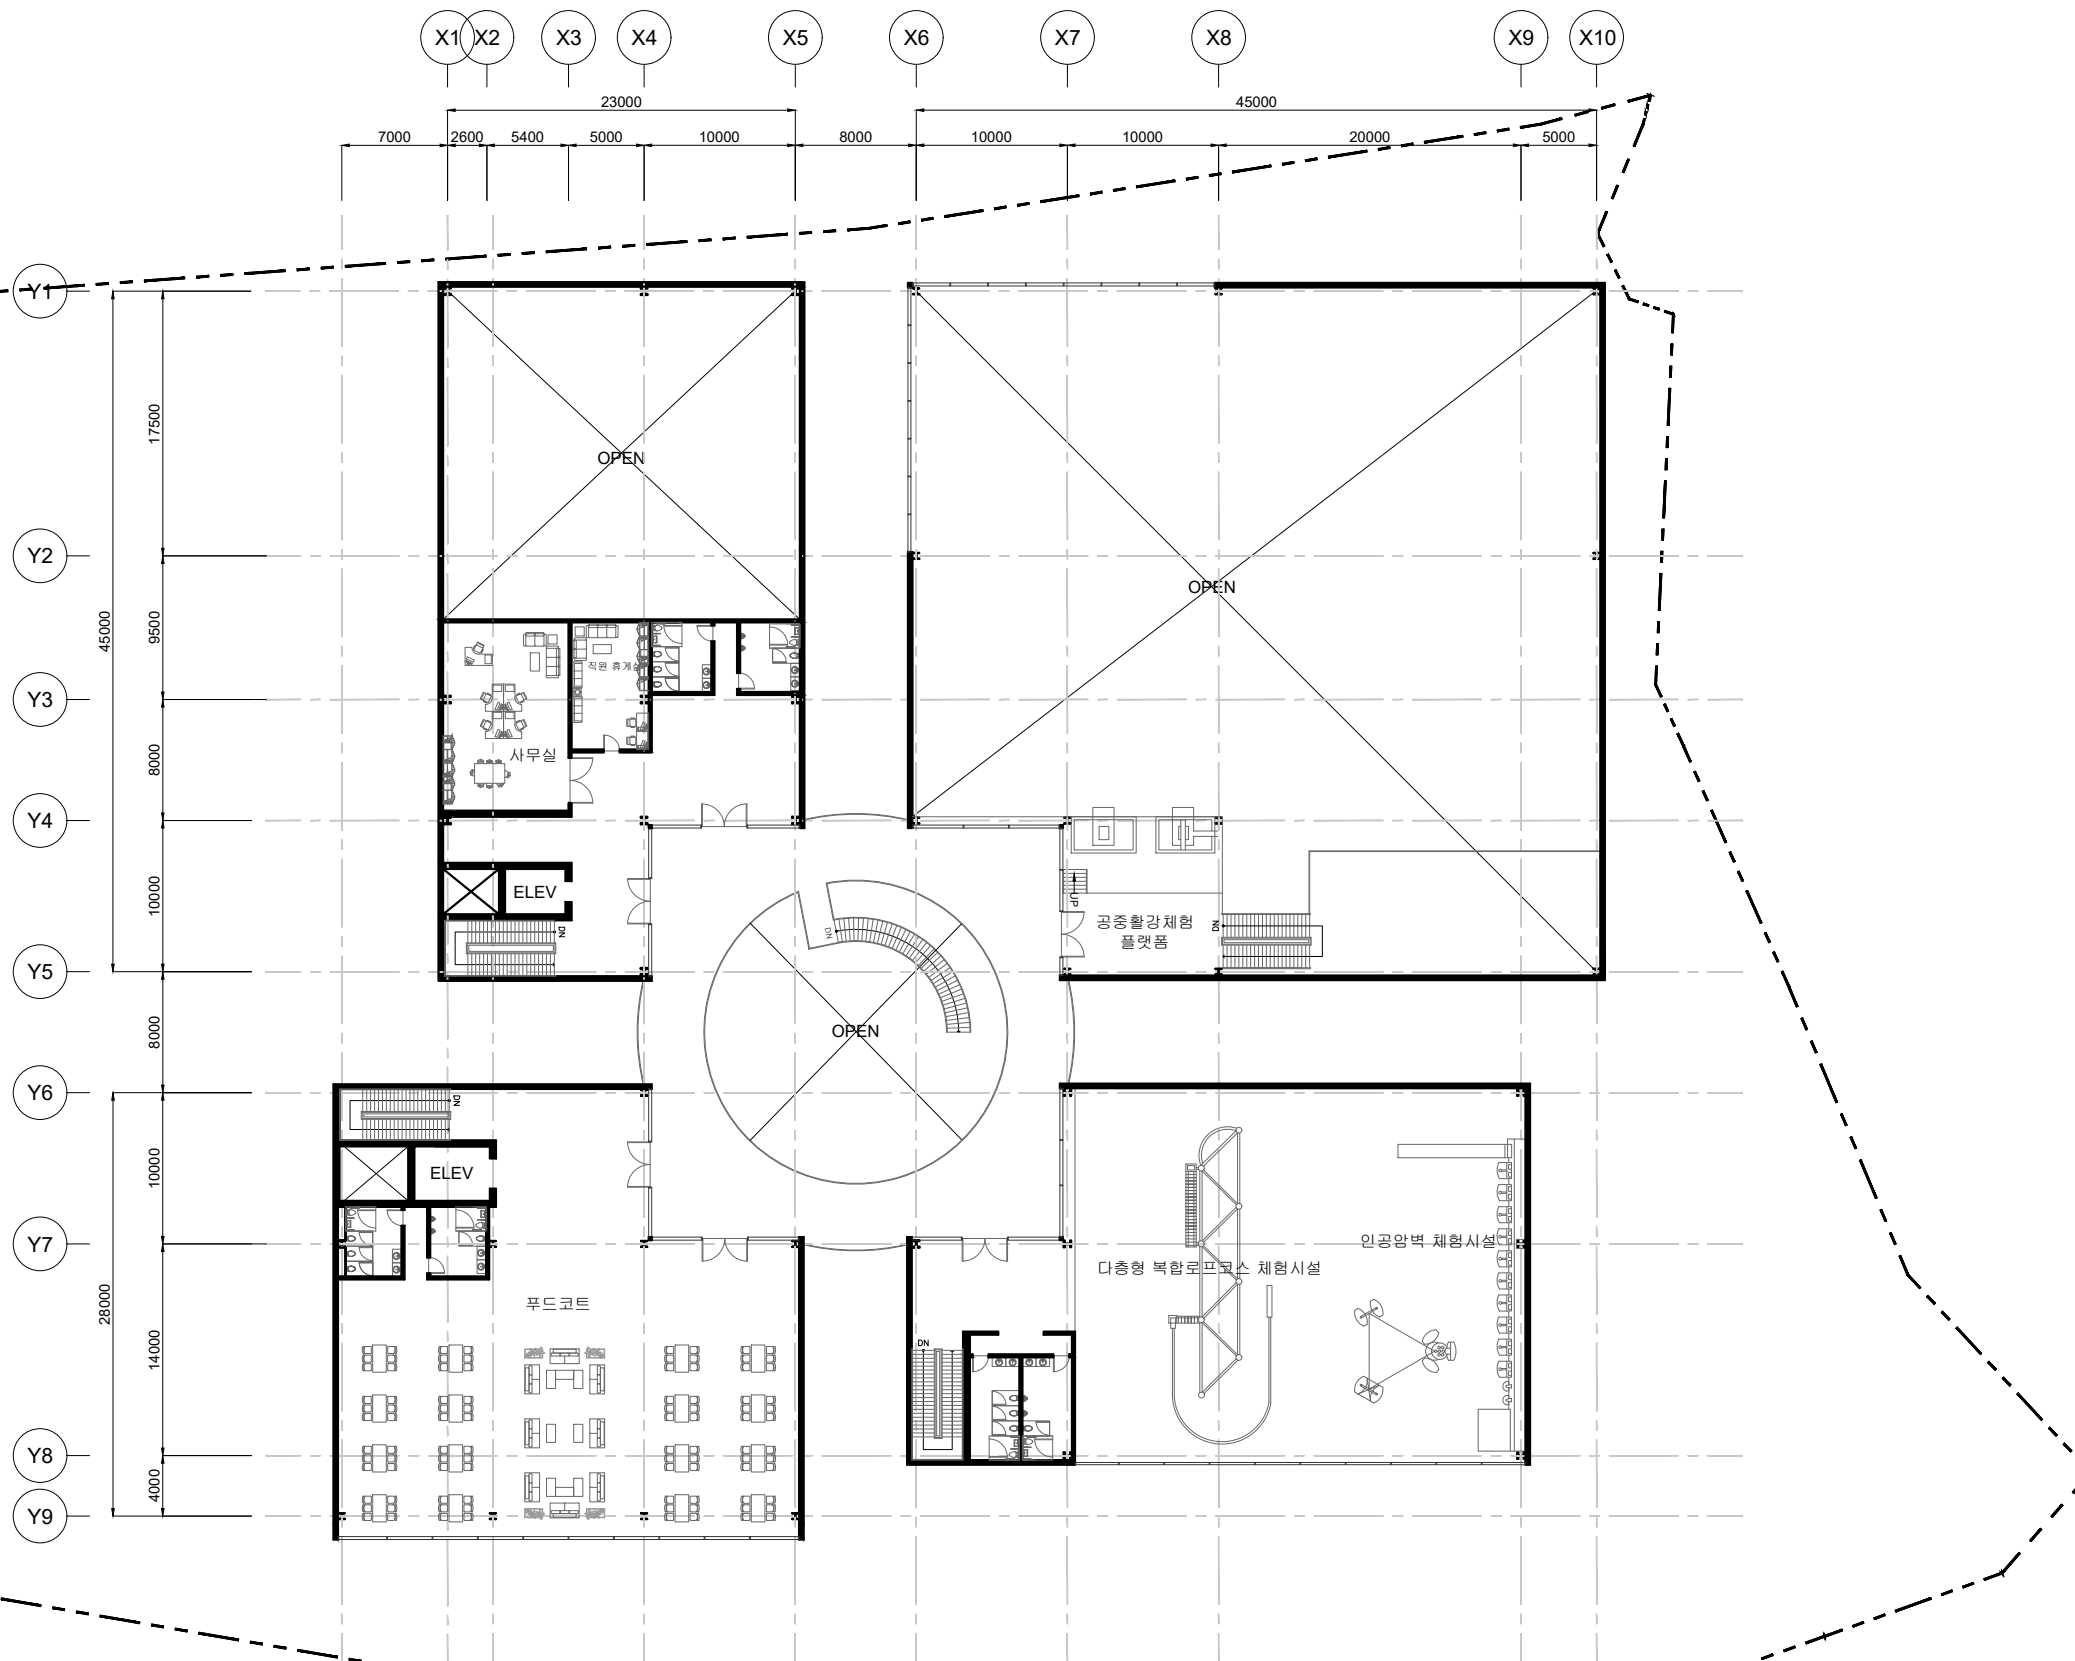 X1 X2 X3 X4 X5 X6 X7 X8 X9 X10
23000 45000
7000 2600 5400 5000 10000 8000 10000 10000 20000 5000
Y1
17500
OPEN
Y2
OPEN
45000
9500
직원 휴게실
Y3
8000
사무실
Y4
10000
ELEV
UP
공중활강체험
플랫폼
DN
DN
DN
Y5
8000
OPEN
Y6
DN
10000
ELEV
Y7
인공암벽 체험시설
다층형 복합로프코스 체험시설
28000
푸드코트
14000
DN
Y8
4000
Y9